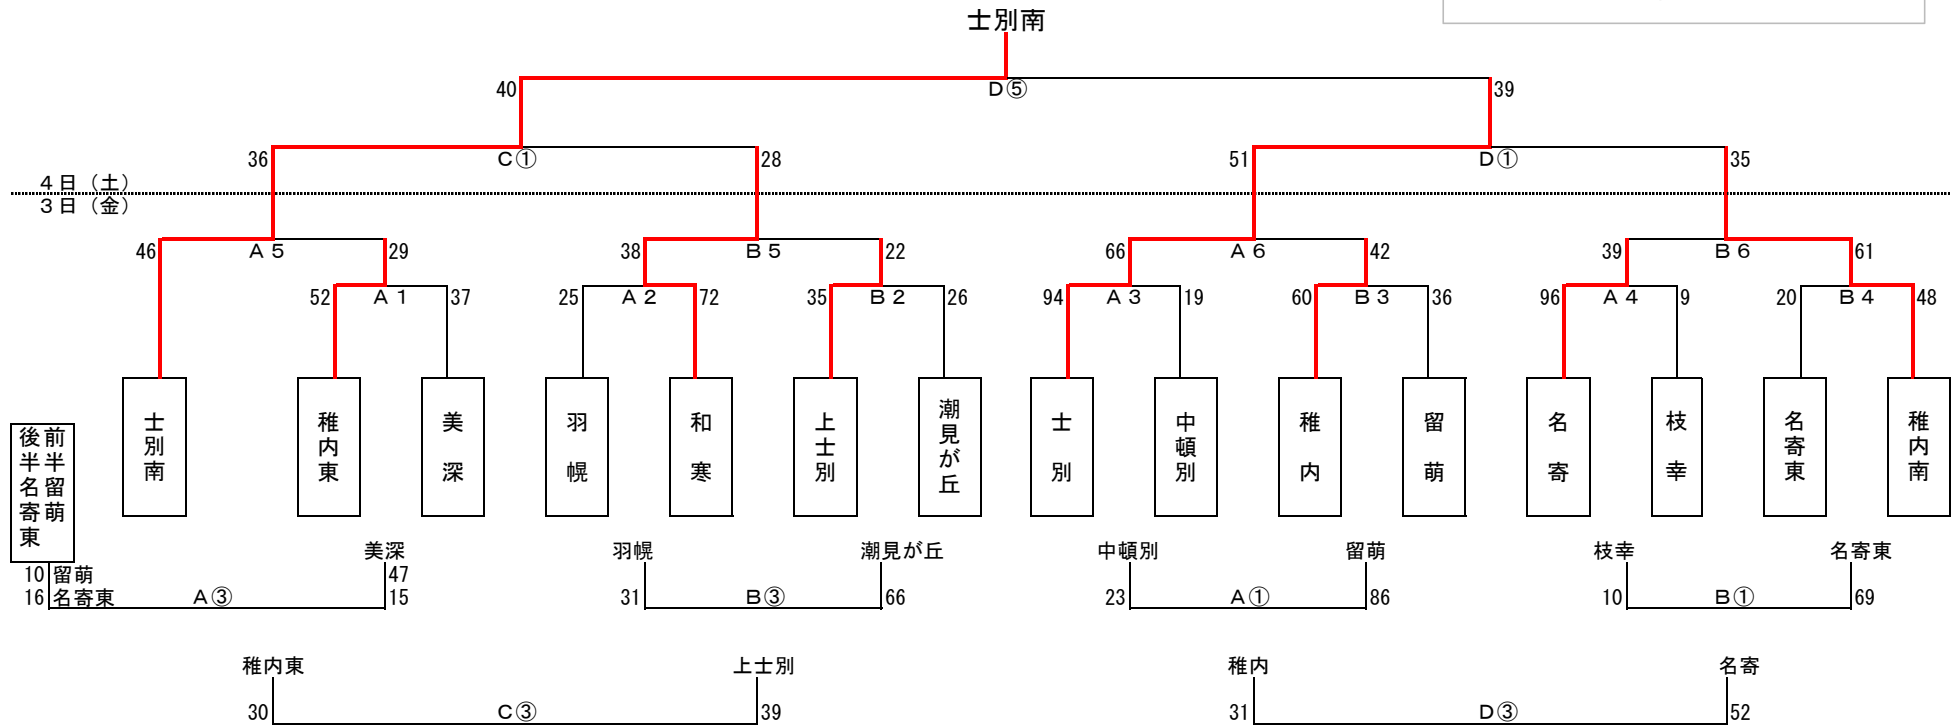 士別南
40 D⑤ 39
36 C① 28 51 D① 35
4日（土）
3日（金）
46 A5 29 38 B5 22 66 A6 42 39 B6 61
52 A1 37 25 A2 72 35 B2 26 94 A3 19 60 B3 36 96 A4 9 20 B4 48
士別南
稚内東
美深
羽幌
和寒
上士別
潮見が丘
士別
中頓別
稚内
留萌
名寄
枝幸
名寄東
稚内南
前半留萌
後半名寄東
美深 羽幌 潮見が丘 中頓別 留萌 枝幸 名寄東
10 留萌 47
16 名寄東 A③ 15 31 B③ 66 23 A① 86 10 B① 69
稚内東 上士別 稚内 名寄
30 C③ 39 31 D③ 52